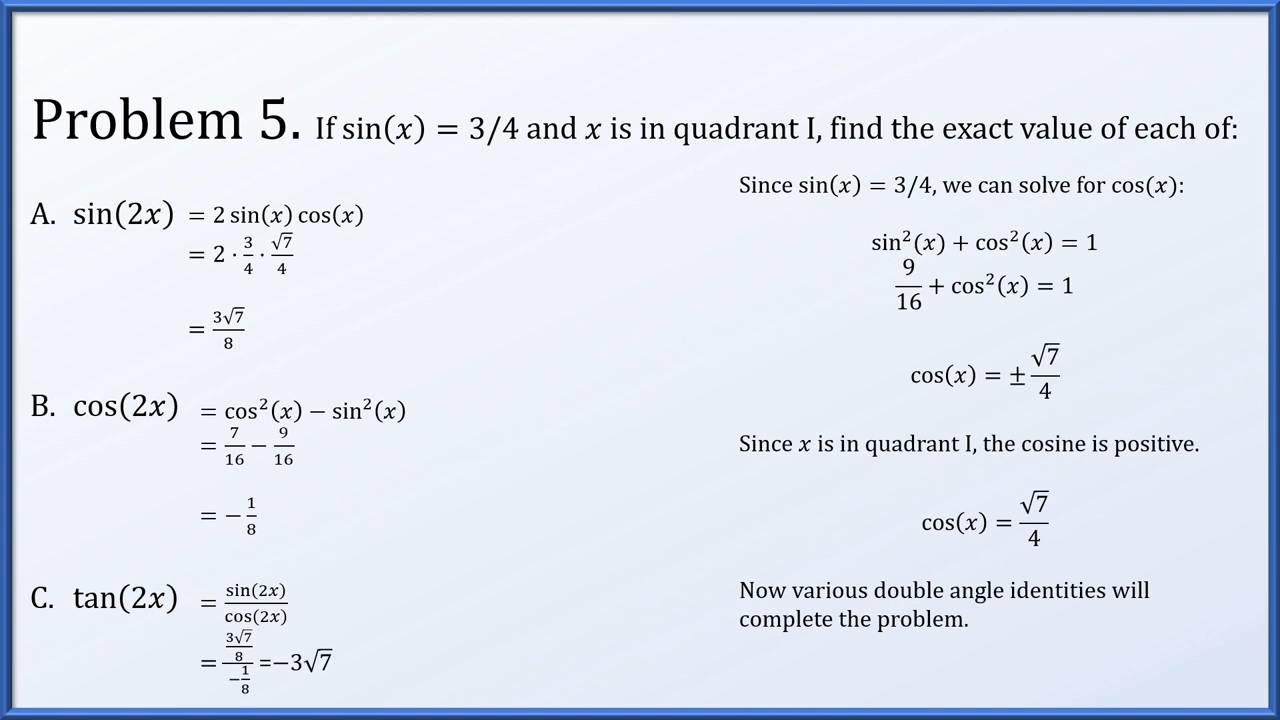 Problem 5. If sin(x) = 3/4 and x is in quadrant I, find the exact value of each of:
A. sin(2x) = 2 sin(x) cos(x)
= 2 · 3/4 · √7/4
= 3√7/8
B. cos(2x) = cos²(x) − sin²(x)
= 7/16 − 9/16
= − 1/8
C. tan(2x) = sin(2x)/cos(2x)
= (3√7/8)/(−1/8) =−3√7
Since sin(x) = 3/4, we can solve for cos(x):
sin²(x) + cos²(x) = 1
9/16 + cos²(x) = 1
cos(x) = ± √7/4
Since x is in quadrant I, the cosine is positive.
cos(x) = √7/4
Now various double angle identities will
complete the problem.